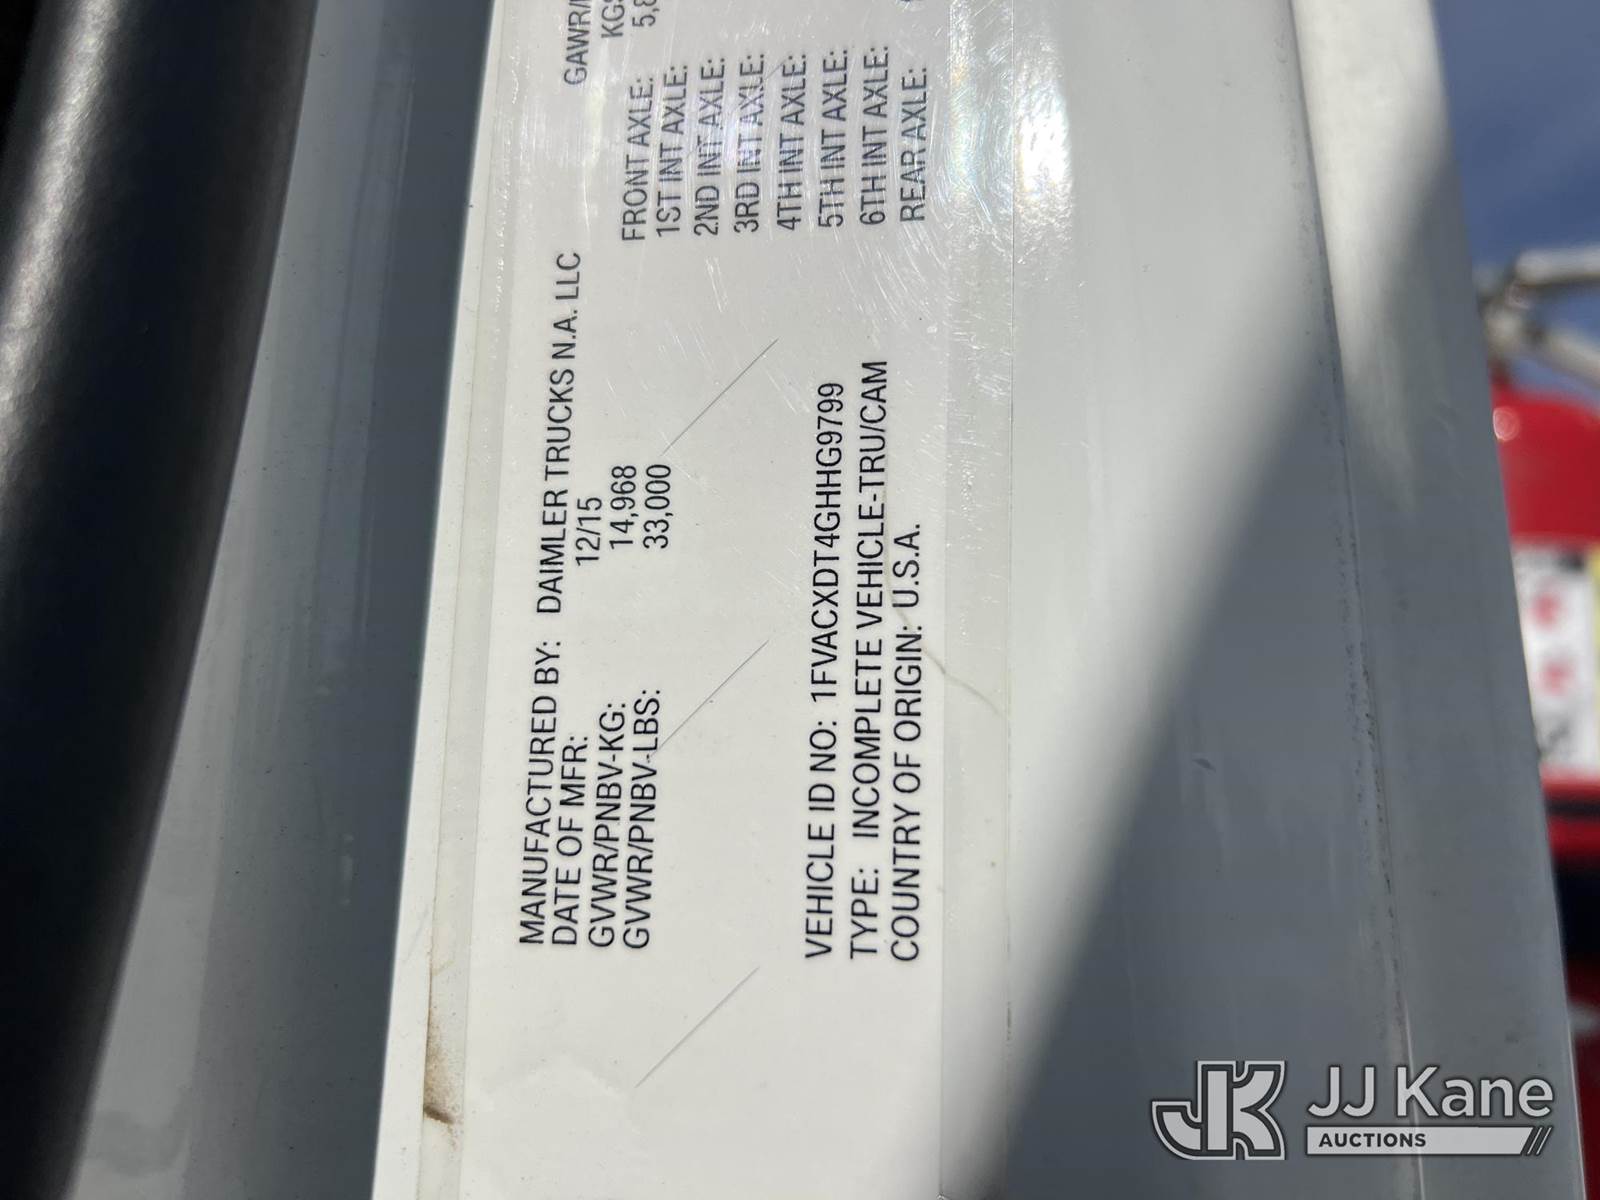 MANUFACTURED BY: DAIMLER TRUCKS N.A. LLC
DATE OF MFR: 12/15
GVWR/PNBV-KG: 14,968
GVWR/PNBV-LBS: 33,000
VEHICLE ID NO: 1FVACXDT4GHHG9799
TYPE: INCOMPLETE VEHICLE-TRU/CAM
COUNTRY OF ORIGIN: U.S.A.
FRONT AXLE:
1ST INT AXLE:
2ND INT AXLE:
3RD INT AXLE:
4TH INT AXLE:
5TH INT AXLE:
6TH INT AXLE:
REAR AXLE:
JK JJ Kane
AUCTIONS